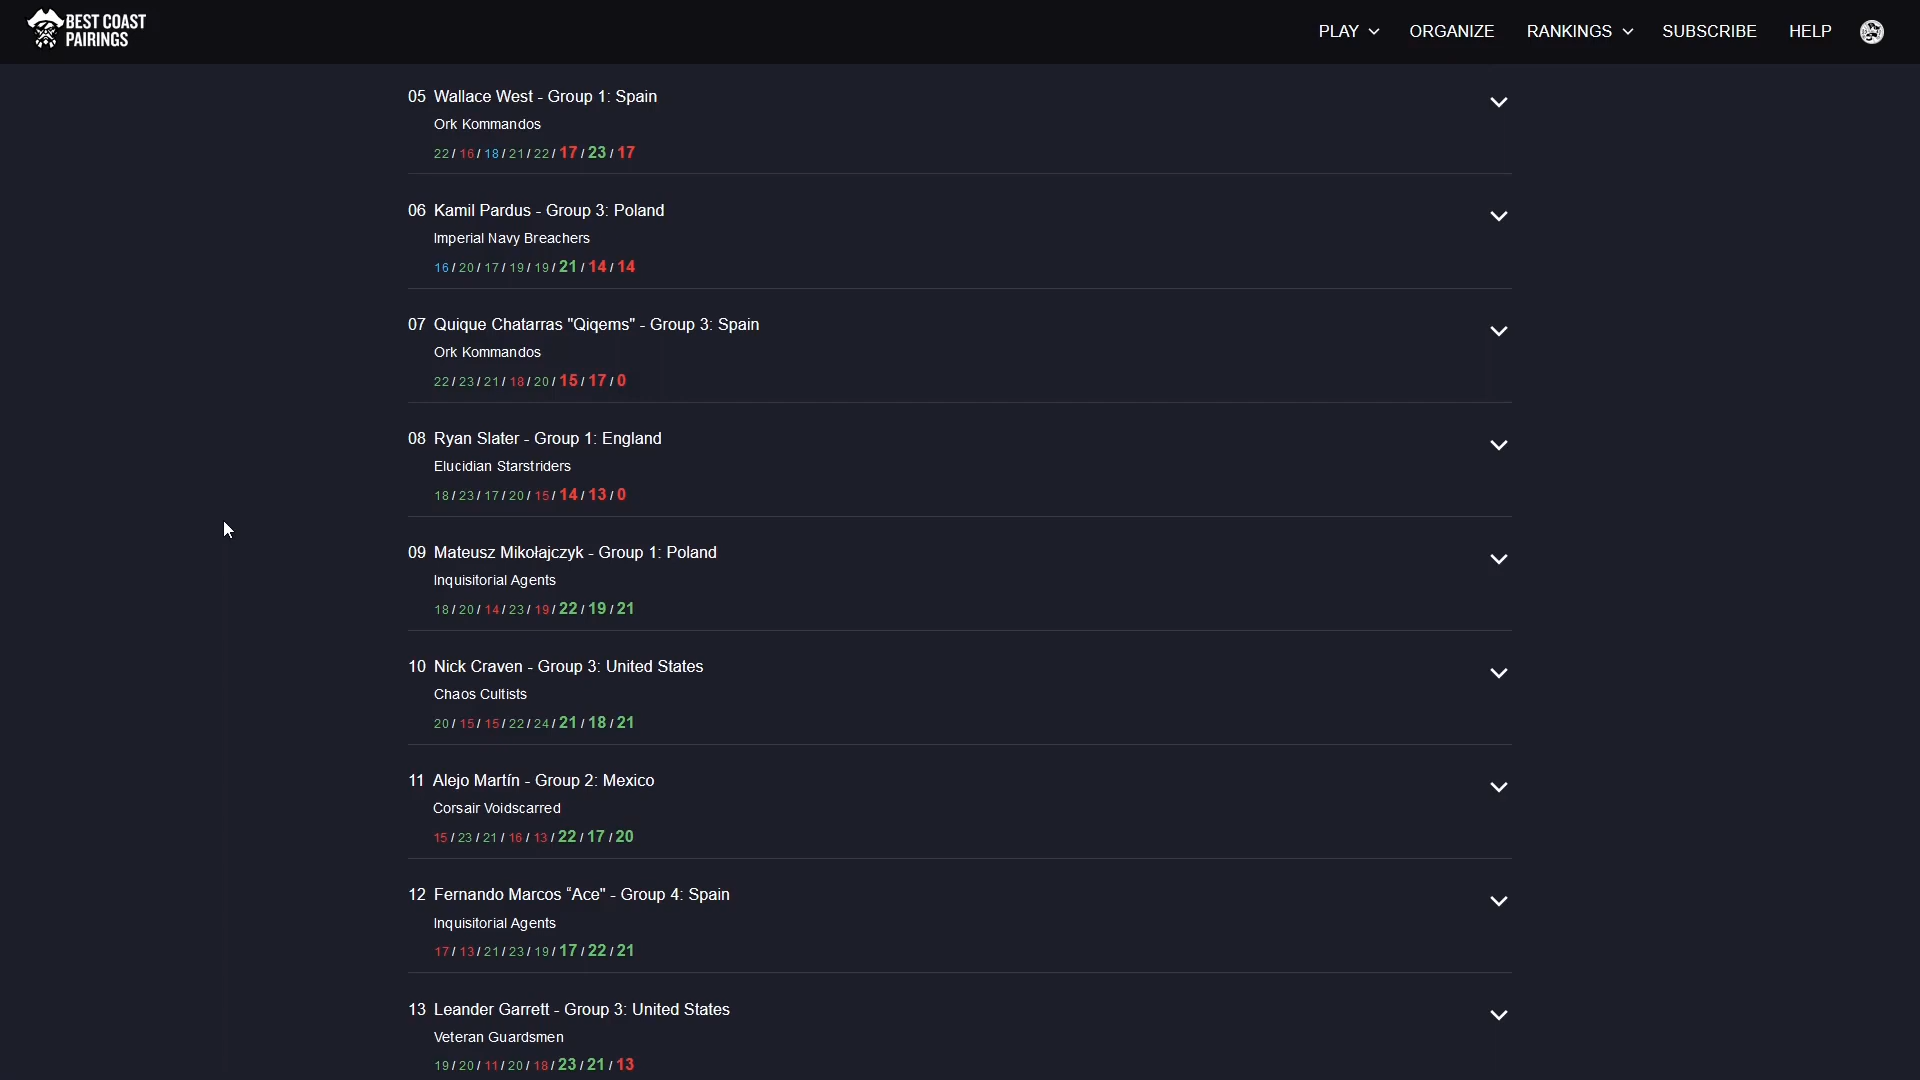 BEST COAST
PAIRINGS
PLAY
ORGANIZE
RANKINGS
SUBSCRIBE
HELP
05 Wallace West - Group 1: Spain
Ork Kommandos
22 / 16 / 18 / 21 / 22 / 17 / 23 / 17
06 Kamil Pardus - Group 3: Poland
Imperial Navy Breachers
16 / 20 / 17 / 19 / 19 / 21 / 14 / 14
07 Quique Chatarras "Qiqems" - Group 3: Spain
Ork Kommandos
22 / 23 / 21 / 18 / 20 / 15 / 17 / 0
08 Ryan Slater - Group 1: England
Elucidian Starstriders
18 / 23 / 17 / 20 / 15 / 14 / 13 / 0
09 Mateusz Mikołajczyk - Group 1: Poland
Inquisitorial Agents
18 / 20 / 14 / 23 / 19 / 22 / 19 / 21
10 Nick Craven - Group 3: United States
Chaos Cultists
20 / 15 / 15 / 22 / 24 / 21 / 18 / 21
11 Alejo Martín - Group 2: Mexico
Corsair Voidscarred
15 / 23 / 21 / 16 / 13 / 22 / 17 / 20
12 Fernando Marcos “Ace" - Group 4: Spain
Inquisitorial Agents
17 / 13 / 21 / 23 / 19 / 17 / 22 / 21
13 Leander Garrett - Group 3: United States
Veteran Guardsmen
19 / 20 / 11 / 20 / 18 / 23 / 21 / 13